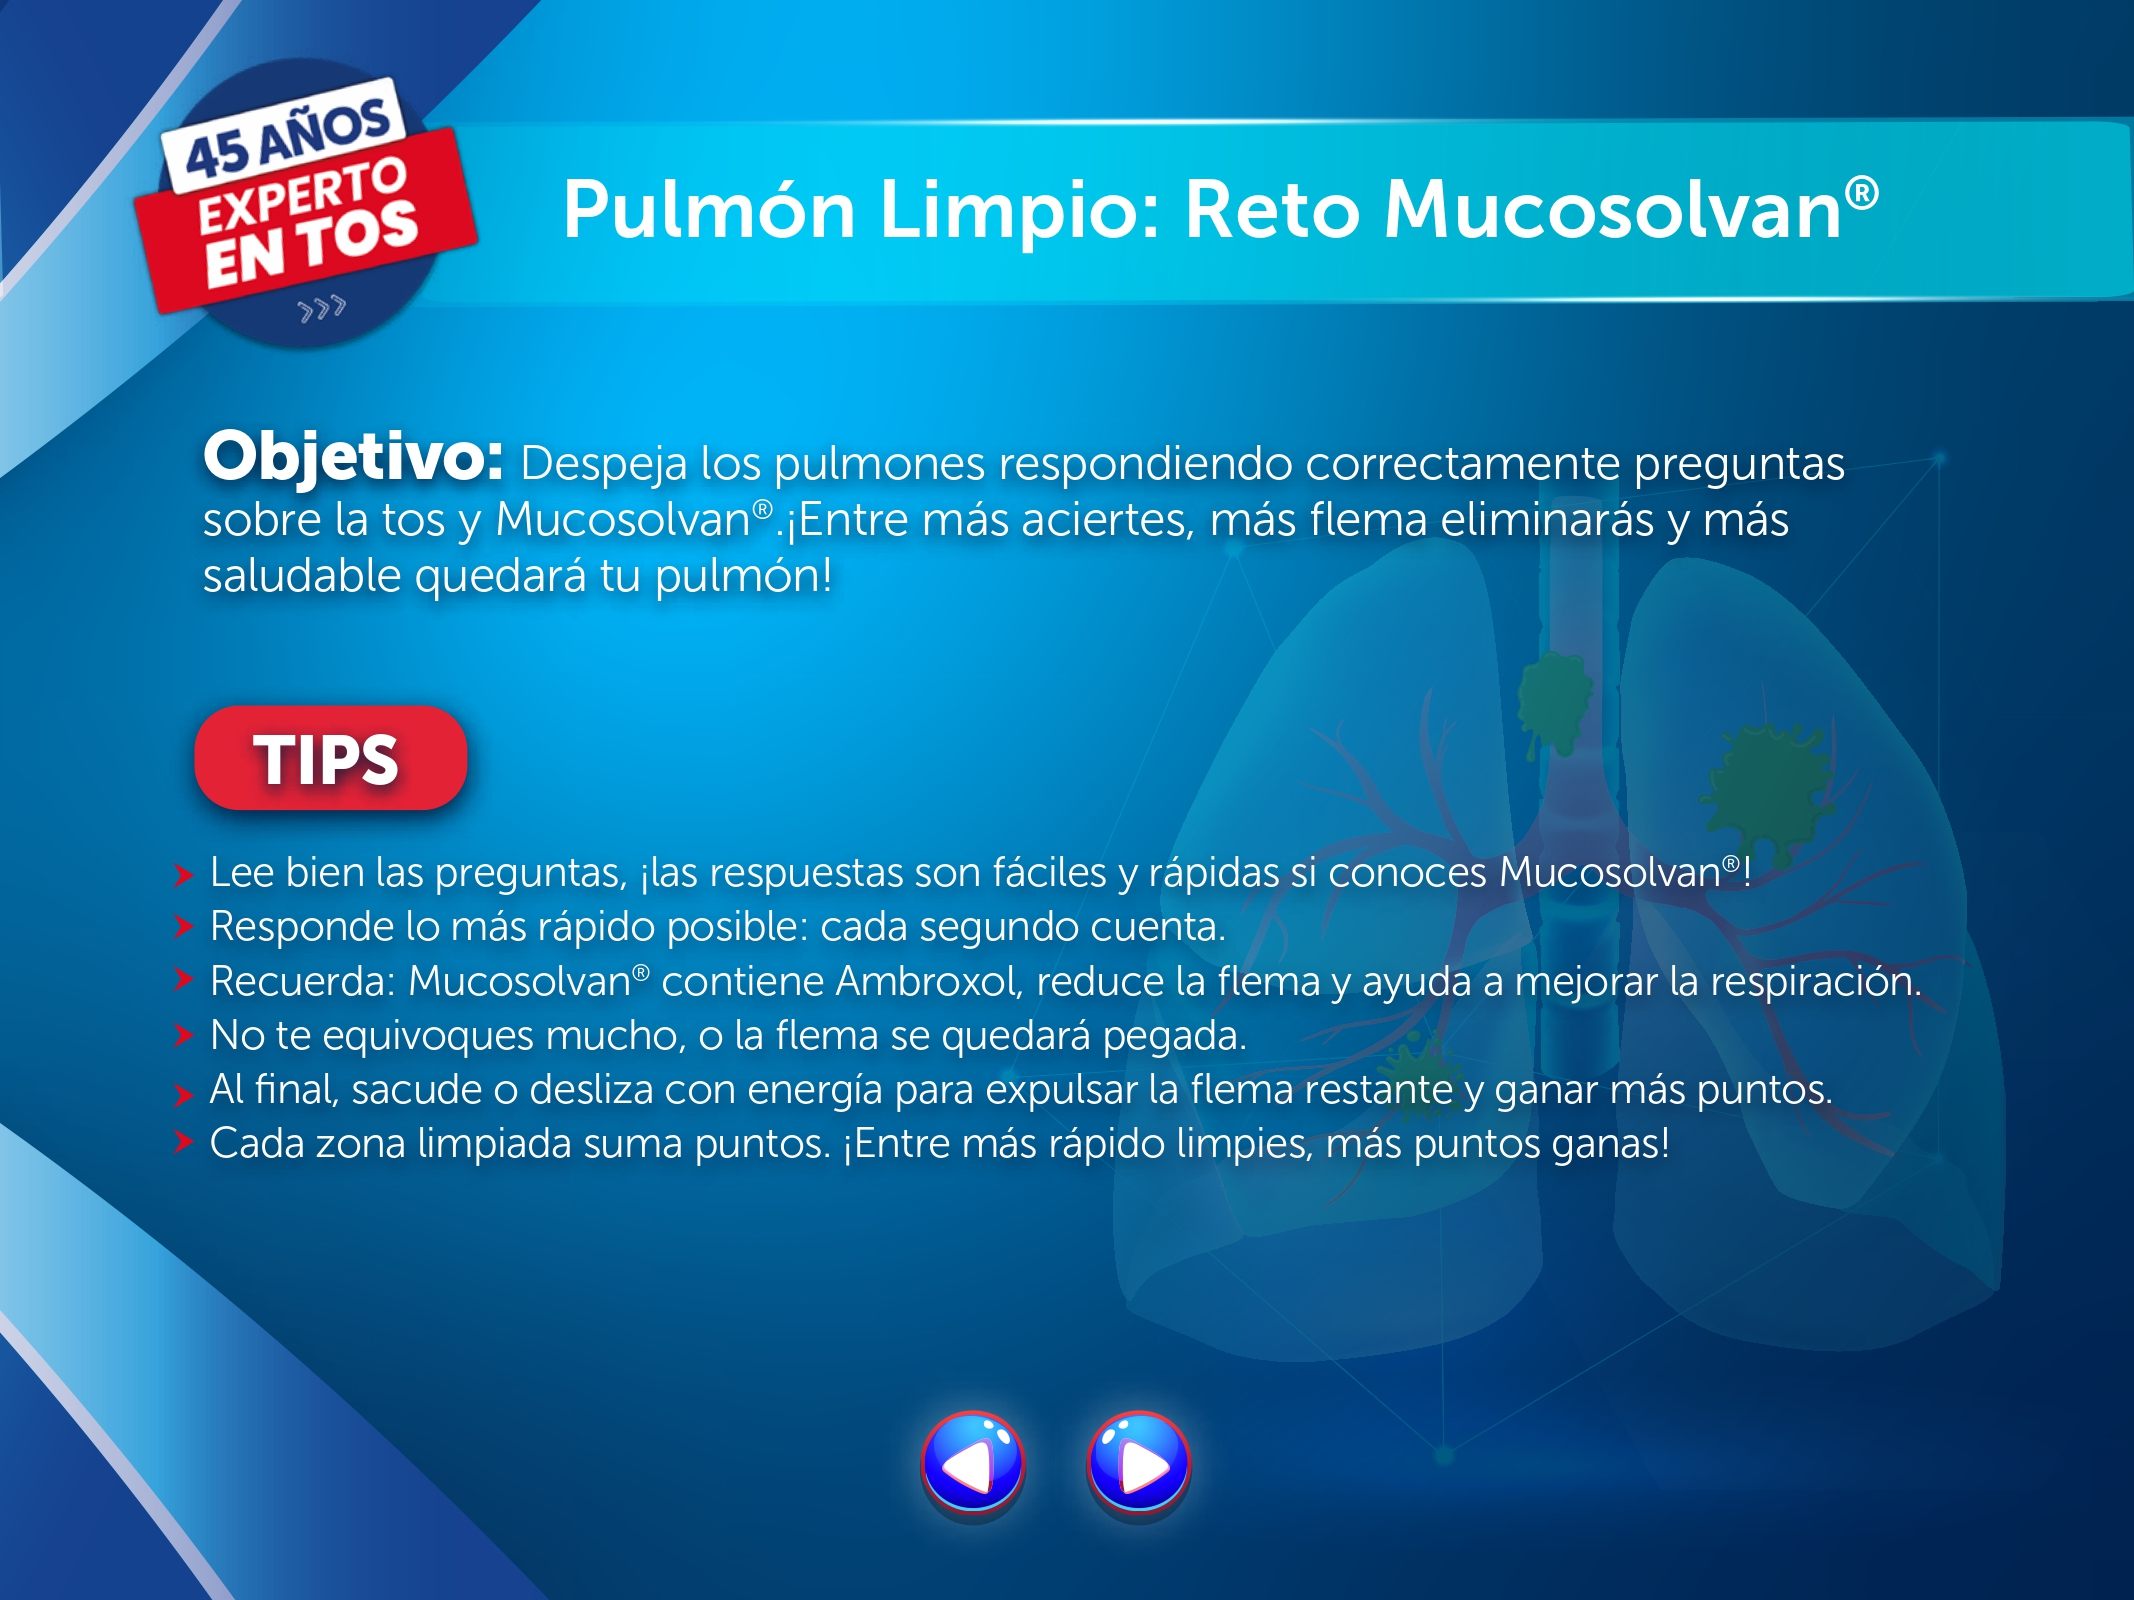 45 AÑOS
EXPERTO
EN TOS
Pulmón Limpio: Reto Mucosolvan®
Objetivo: Despeja los pulmones respondiendo correctamente preguntas
sobre la tos y Mucosolvan®.¡Entre más aciertes, más flema eliminarás y más
saludable quedará tu pulmón!
TIPS
Lee bien las preguntas, ¡las respuestas son fáciles y rápidas si conoces Mucosolvan®!
Responde lo más rápido posible: cada segundo cuenta.
Recuerda: Mucosolvan® contiene Ambroxol, reduce la flema y ayuda a mejorar la respiración.
No te equivoques mucho, o la flema se quedará pegada.
Al final, sacude o desliza con energía para expulsar la flema restante y ganar más puntos.
Cada zona limpiada suma puntos. ¡Entre más rápido limpies, más puntos ganas!